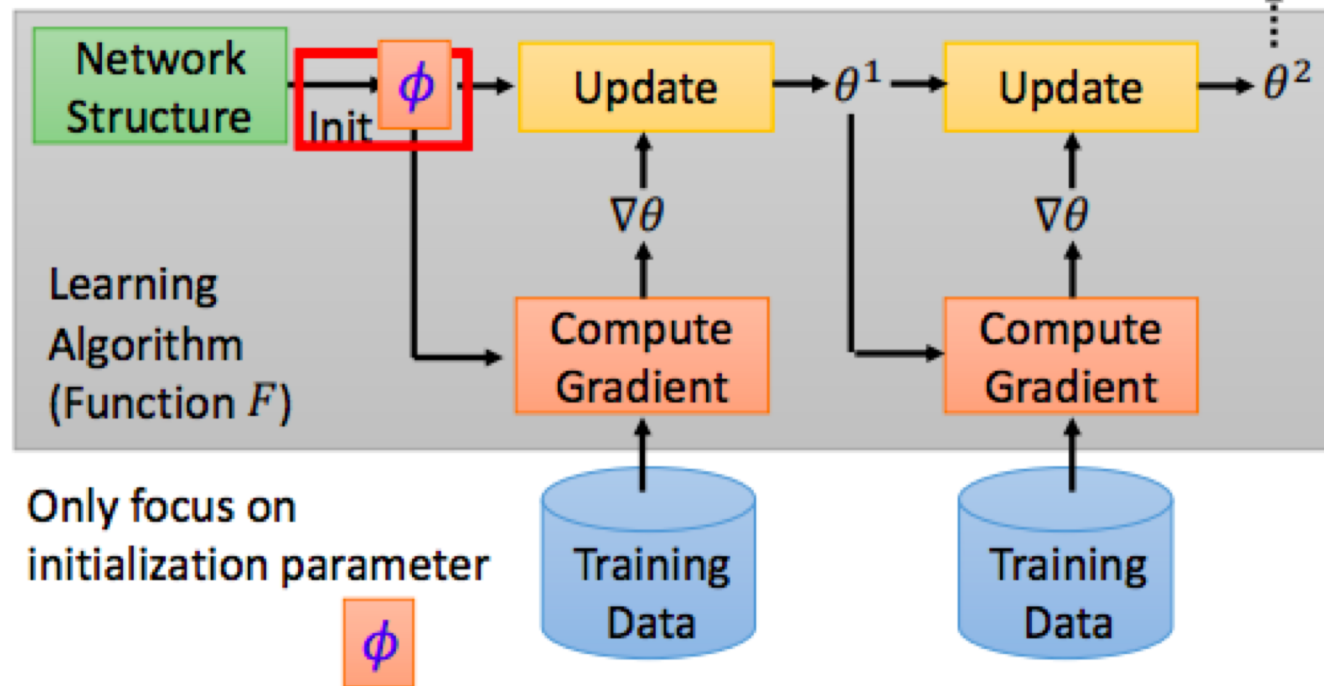 Network
Structure
Init
ϕ
Update
θ¹
Update
θ²
∇θ
∇θ
Learning
Algorithm
(Function F)
Compute
Gradient
Compute
Gradient
Only focus on
initialization parameter
ϕ
Training
Data
Training
Data